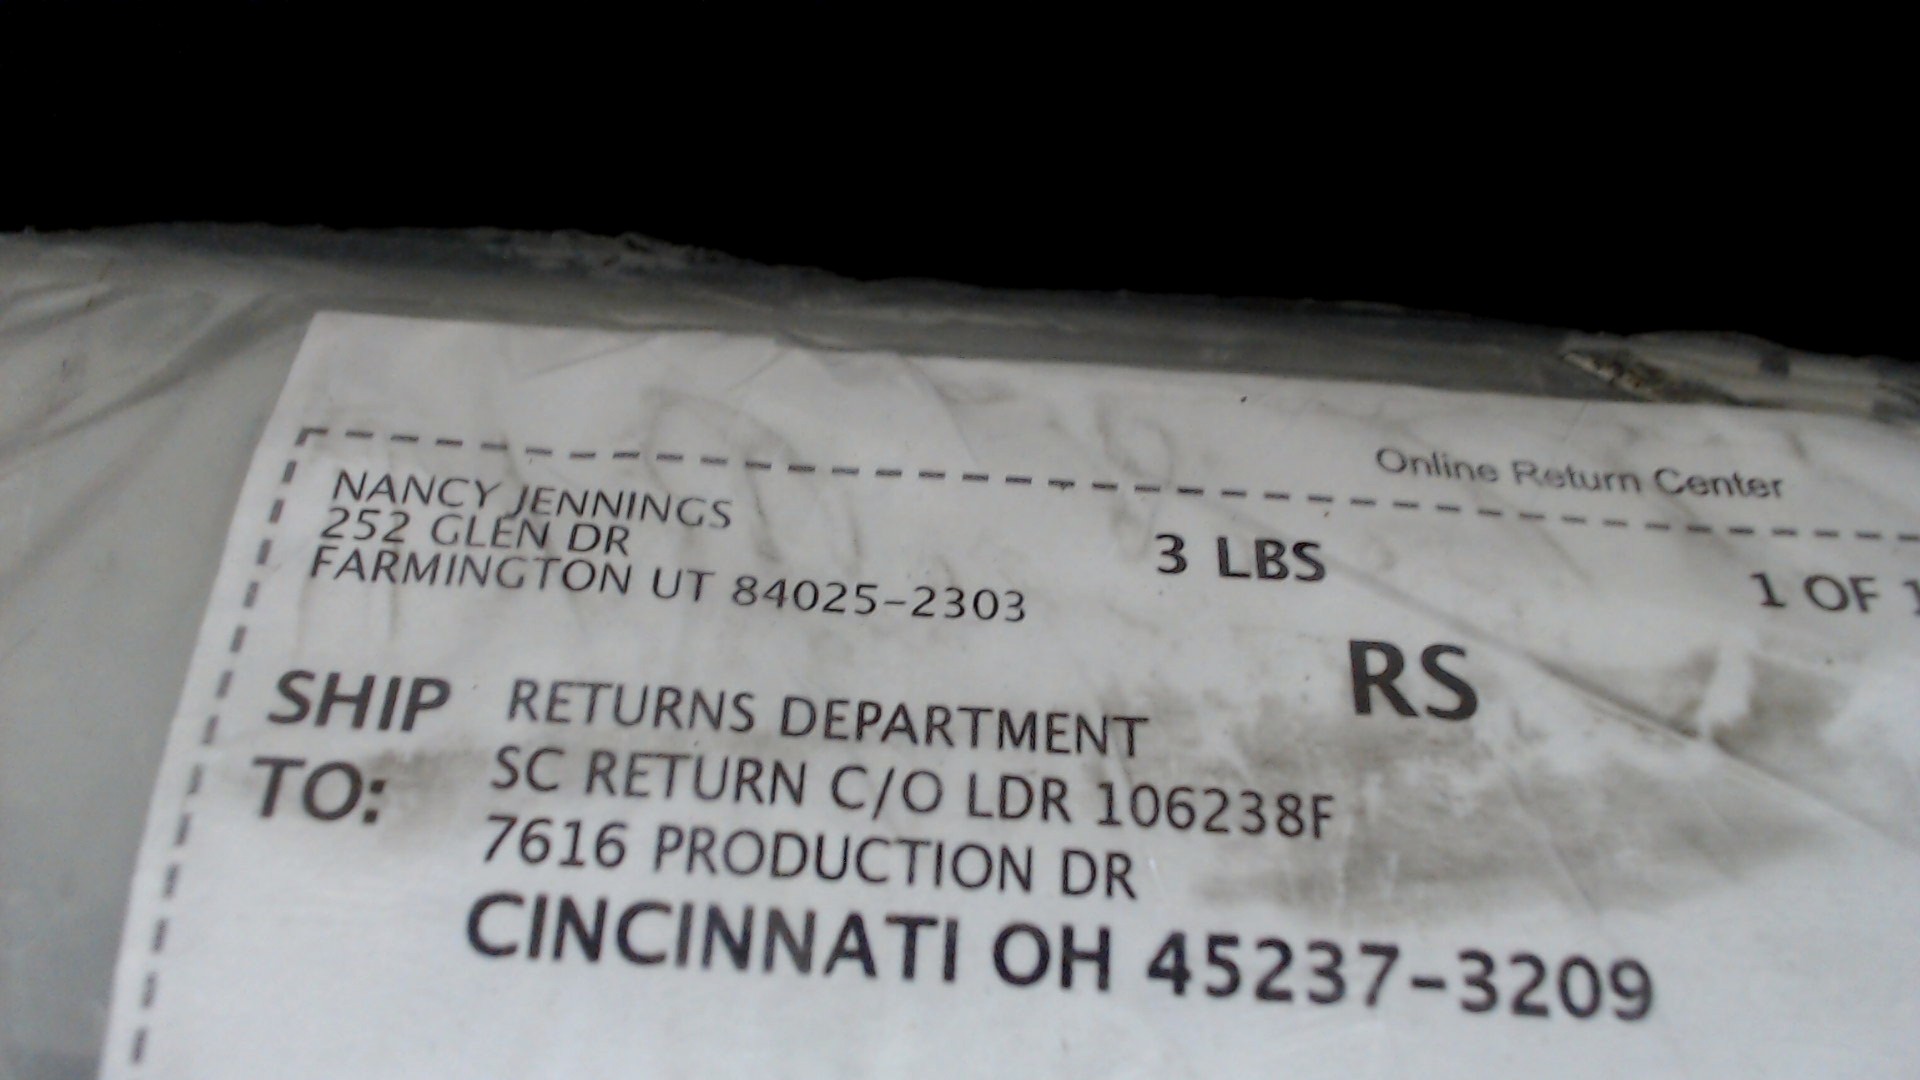 Online Return Center
NANCY JENNINGS
252 GLEN DR
FARMINGTON UT 84025-2303
3 LBS
1 OF 1
RS
SHIP TO:
RETURNS DEPARTMENT
SC RETURN C/O LDR 106238F
7616 PRODUCTION DR
CINCINNATI OH 45237-3209